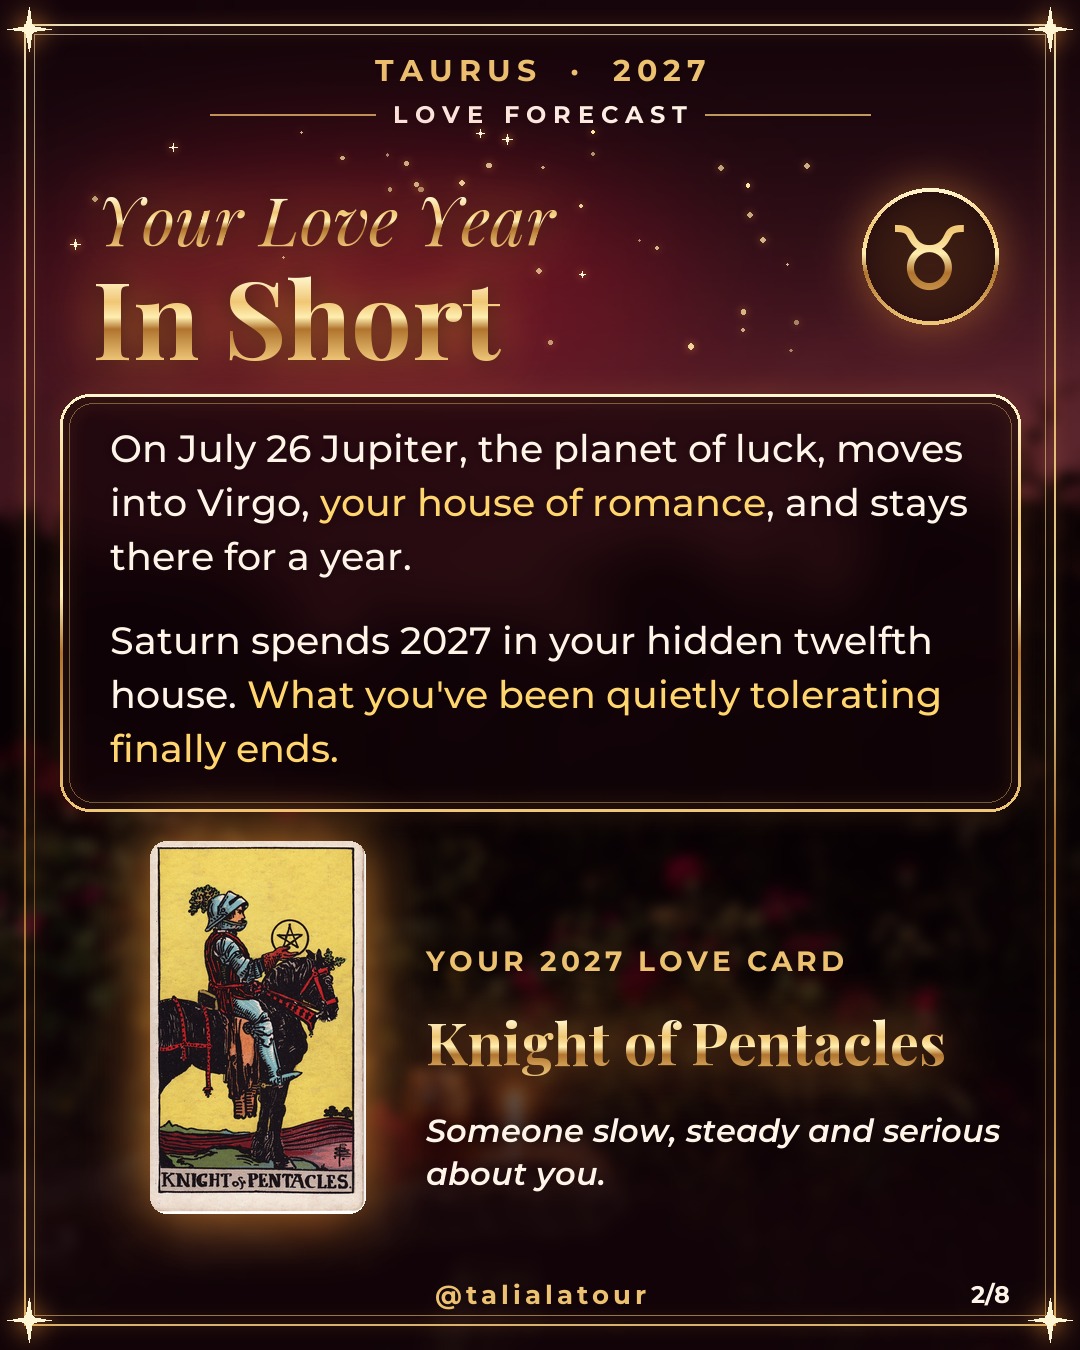 TAURUS · 2027
LOVE FORECAST
Your Love Year
In Short
On July 26 Jupiter, the planet of luck, moves
into Virgo, your house of romance, and stays
there for a year.
Saturn spends 2027 in your hidden twelfth
house. What you've been quietly tolerating
finally ends.
YOUR 2027 LOVE CARD
Knight of Pentacles
Someone slow, steady and serious
about you.
KNIGHT of PENTACLES.
@talialatour
2/8